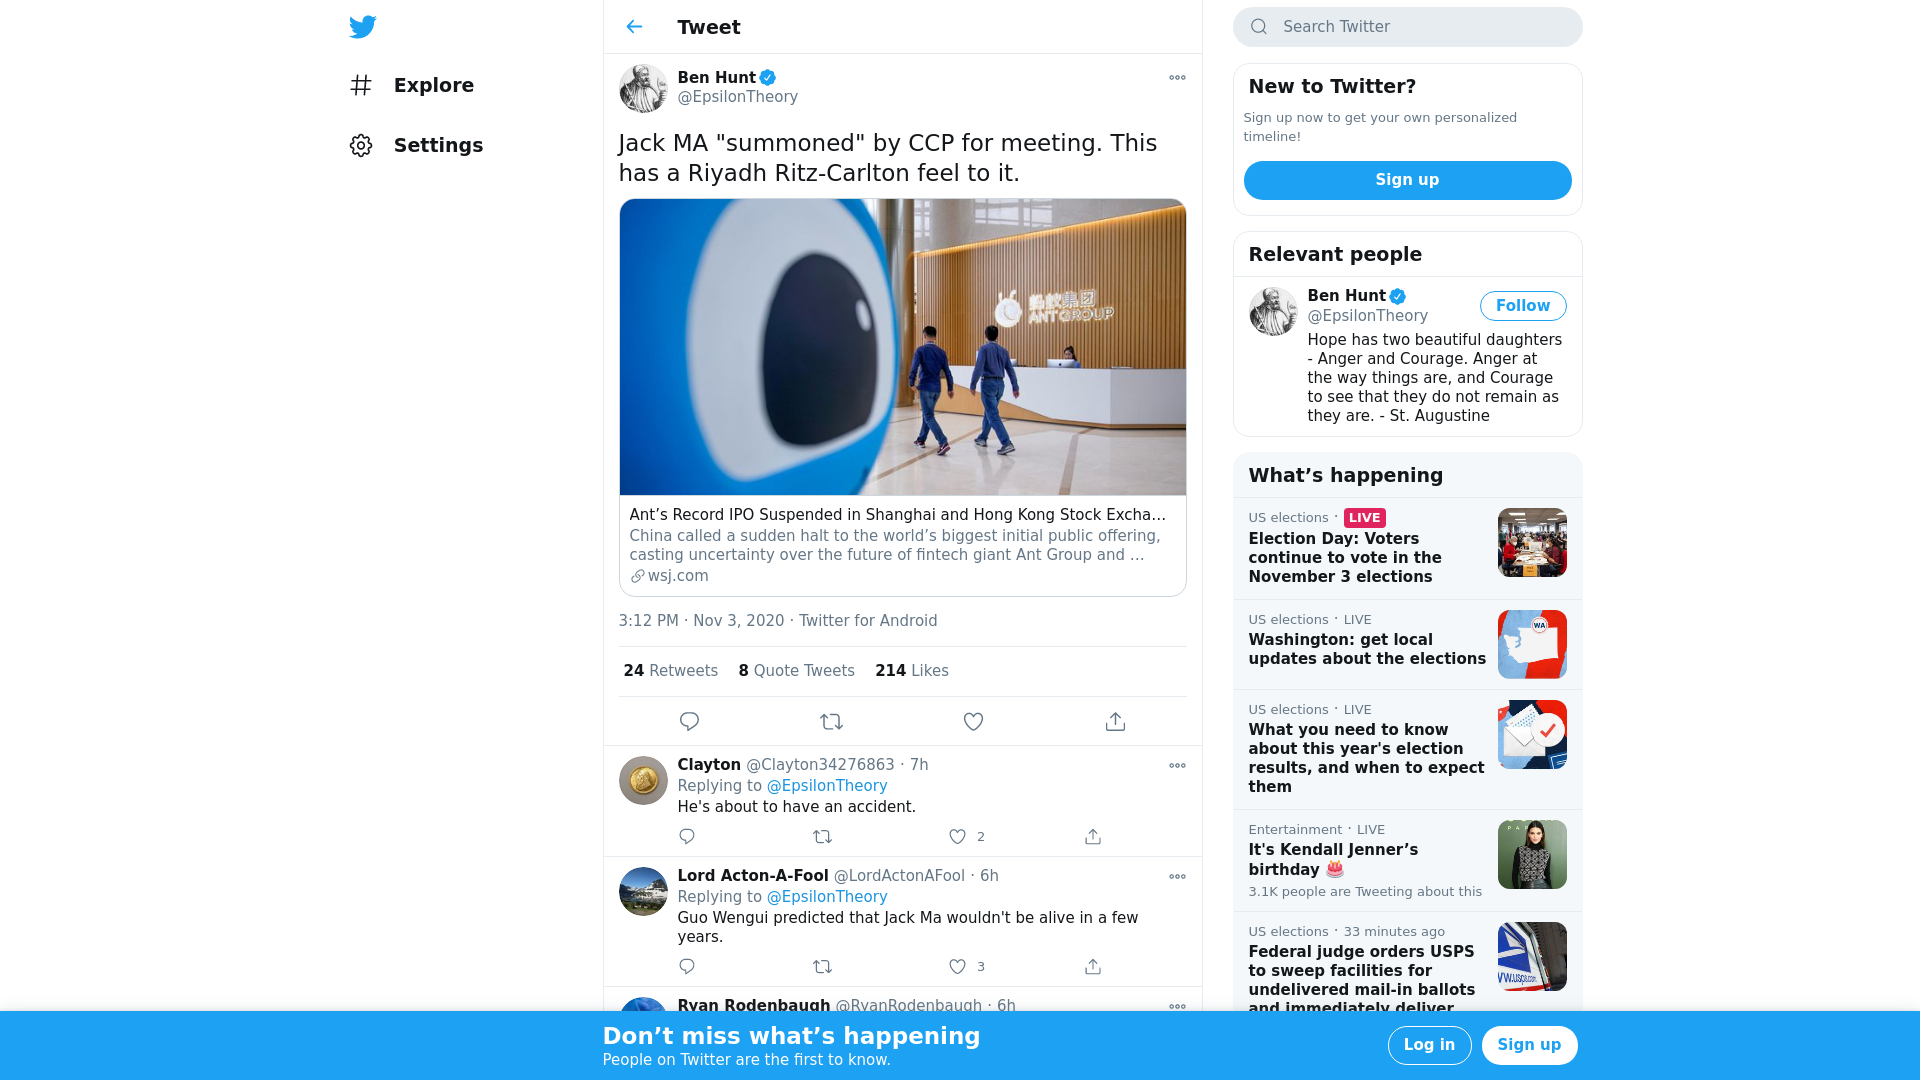 Explore
Settings
Tweet
Ben Hunt
@EpsilonTheory
Jack MA "summoned" by CCP for meeting. This
has a Riyadh Ritz-Carlton feel to it.
蚂蚁集团
ANT GROUP
Ant’s Record IPO Suspended in Shanghai and Hong Kong Stock Excha...
China called a sudden halt to the world’s biggest initial public offering,
casting uncertainty over the future of fintech giant Ant Group and ...
wsj.com
3:12 PM · Nov 3, 2020 · Twitter for Android
24 Retweets 8 Quote Tweets 214 Likes
Clayton @Clayton34276863 · 7h
Replying to @EpsilonTheory
He's about to have an accident.
2
Lord Acton-A-Fool @LordActonAFool · 6h
Replying to @EpsilonTheory
Guo Wengui predicted that Jack Ma wouldn't be alive in a few
years.
3
Ryan Rodenbaugh @RyanRodenbaugh · 6h
Search Twitter
New to Twitter?
Sign up now to get your own personalized
timeline!
Sign up
Relevant people
Ben Hunt
@EpsilonTheory
Follow
Hope has two beautiful daughters
- Anger and Courage. Anger at
the way things are, and Courage
to see that they do not remain as
they are. - St. Augustine
What’s happening
US elections · LIVE
Election Day: Voters
continue to vote in the
November 3 elections
US elections · LIVE
Washington: get local
updates about the elections
WA
US elections · LIVE
What you need to know
about this year's election
results, and when to expect
them
Entertainment · LIVE
It's Kendall Jenner’s
birthday 🎂
3.1K people are Tweeting about this
US elections · 33 minutes ago
Federal judge orders USPS
to sweep facilities for
undelivered mail-in ballots
and immediately deliver
Don’t miss what’s happening
People on Twitter are the first to know.
Log in
Sign up